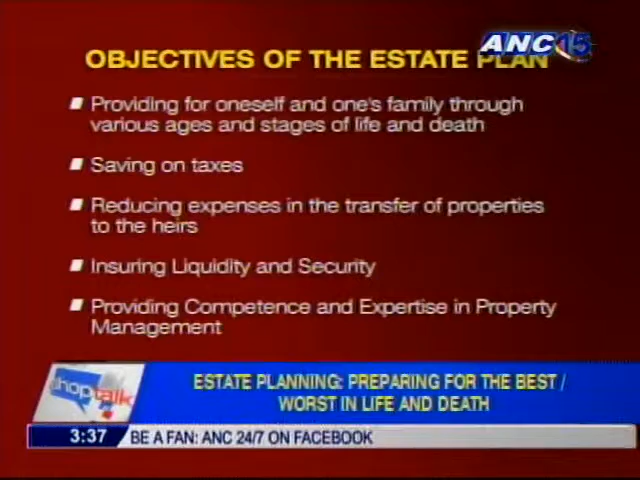 ANC 15
OBJECTIVES OF THE ESTATE PLAN
Providing for oneself and one's family through
various ages and stages of life and death
Saving on taxes
Reducing expenses in the transfer of properties
to the heirs
Insuring Liquidity and Security
Providing Competence and Expertise in Property
Management
shoptalk
ESTATE PLANNING: PREPARING FOR THE BEST /
WORST IN LIFE AND DEATH
3:37 BE A FAN: ANC 24/7 ON FACEBOOK